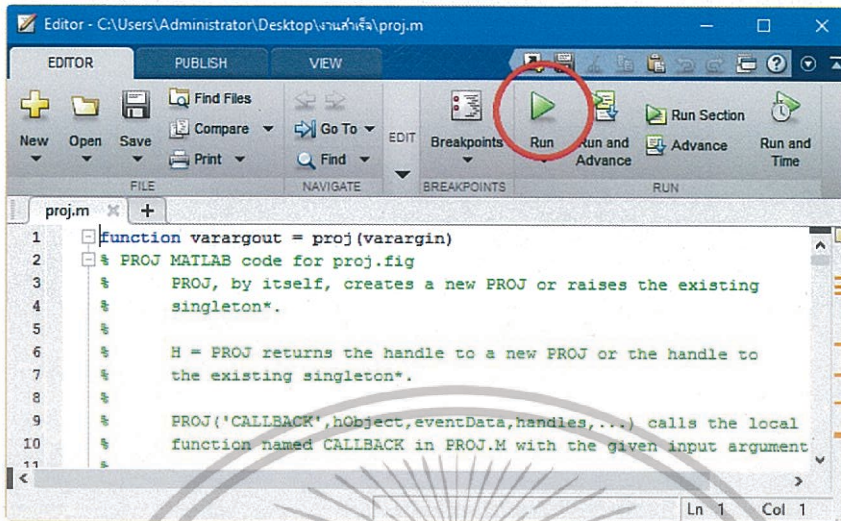 Editor - C:\Users\Administrator\Desktop\งานสำเร็จ\proj.m
EDITOR PUBLISH VIEW
New Open Save Find Files Compare Print
Go To Find
EDIT
Breakpoints
Run Run and Advance Run Section Advance Run and Time
FILE NAVIGATE BREAKPOINTS RUN
proj.m
1 function varargout = proj(varargin)
2 % PROJ MATLAB code for proj.fig
3 % PROJ, by itself, creates a new PROJ or raises the existing
4 % singleton*.
5 %
6 % H = PROJ returns the handle to a new PROJ or the handle to
7 % the existing singleton*.
8 %
9 % PROJ('CALLBACK',hObject,eventData,handles,...) calls the local
10 % function named CALLBACK in PROJ.M with the given input argument
11 %
Ln 1 Col 1